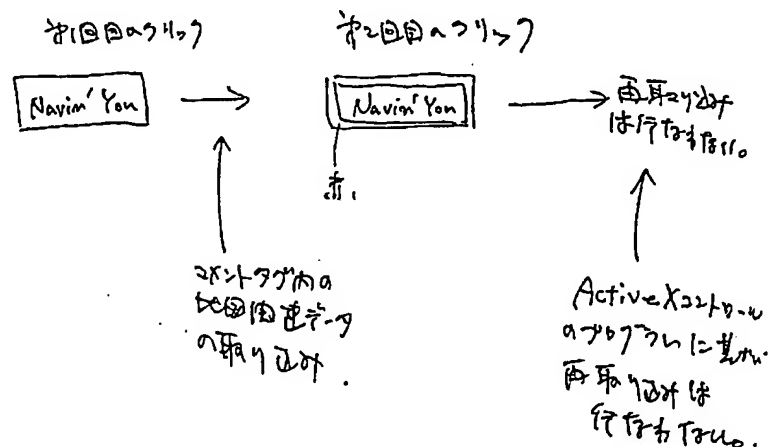 第1回目のクリック
第2回目のクリック
Navin' You
Navin' You
再取り込み
は行なわない。
赤。
コメントタグ内の
地図関連データ
の取り込み.
ActiveXコントロール
のプログラムに基づい
再取り込みは
行なわない。